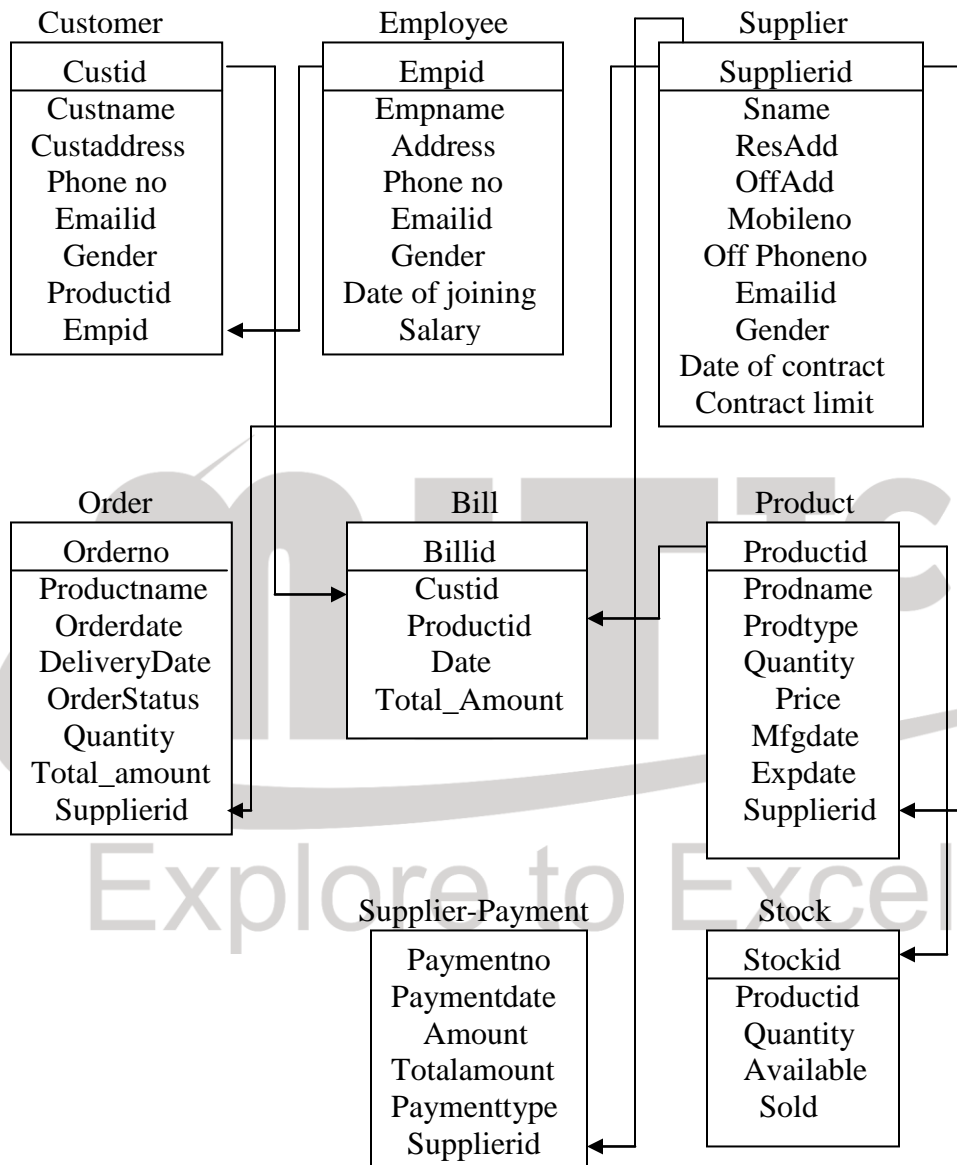 Customer
Custid
Custname
Custaddress
Phone no
Emailid
Gender
Productid
Empid
Employee
Empid
Empname
Address
Phone no
Emailid
Gender
Date of joining
Salary
Supplier
Supplierid
Sname
ResAdd
OffAdd
Mobileno
Off Phoneno
Emailid
Gender
Date of contract
Contract limit
Order
Orderno
Productname
Orderdate
DeliveryDate
OrderStatus
Quantity
Total_amount
Supplierid
Bill
Billid
Custid
Productid
Date
Total_Amount
Product
Productid
Prodname
Prodtype
Quantity
Price
Mfgdate
Expdate
Supplierid
Explore to Excel
Supplier-Payment
Paymentno
Paymentdate
Amount
Totalamount
Paymenttype
Supplierid
Stock
Stockid
Productid
Quantity
Available
Sold